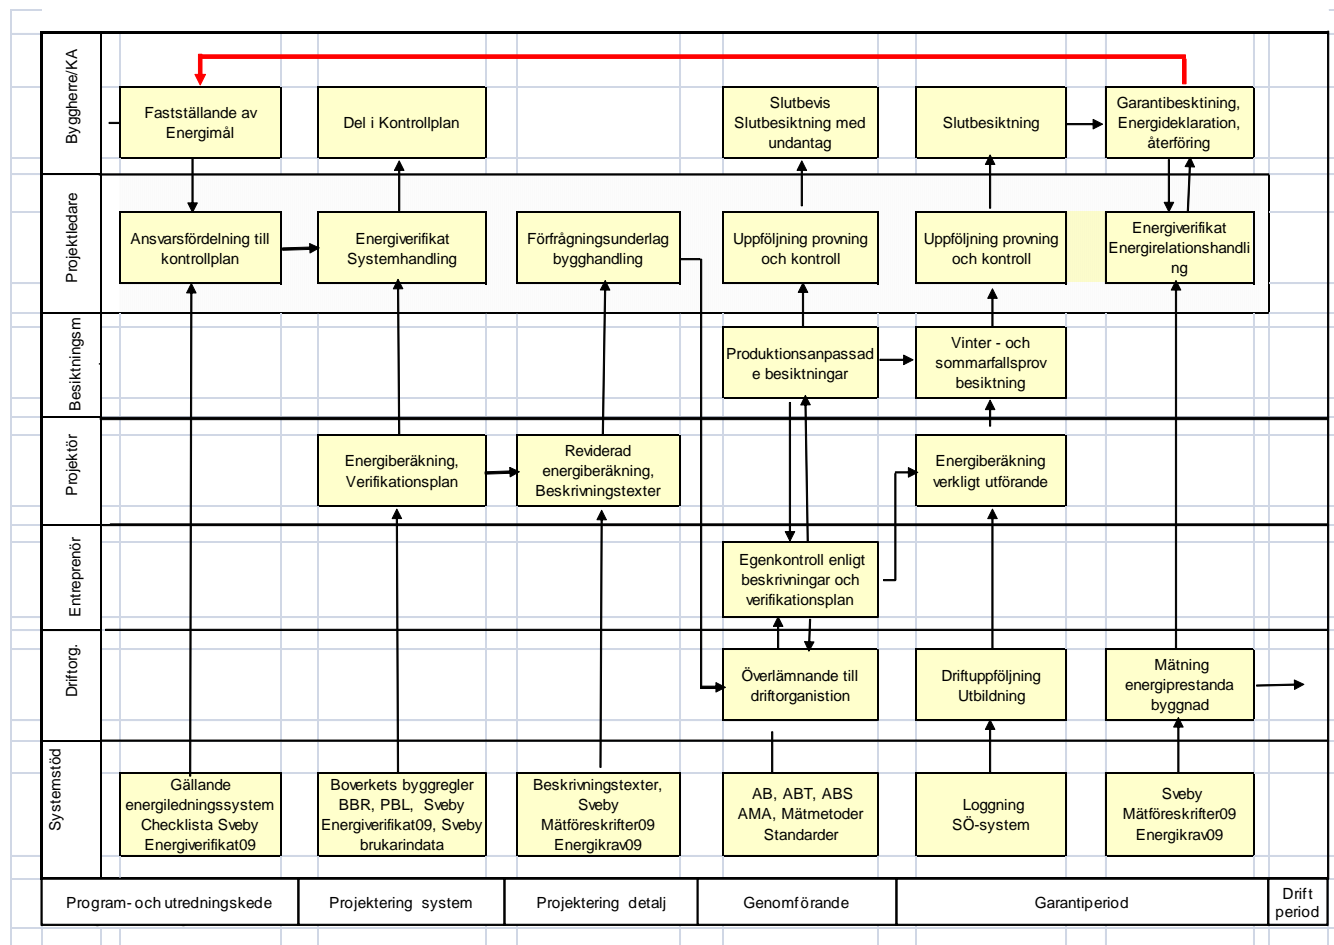 Byggherre/KA
Fastställande av
Energimål
Del i Kontrollplan
Slutbevis
Slutbesiktning med
undantag
Slutbesiktning
Garantibesktining,
Energideklaration,
återföring
Projektledare
Ansvarsfördelning till
kontrollplan
Energiverifikat
Systemhandling
Förfrågningsunderlag
bygghandling
Uppföljning provning
och kontroll
Uppföljning provning
och kontroll
Energiverifikat
Energirelationshandli
ng
Besiktningsm
Produktionsanpassad
e besiktningar
Vinter - och
sommarfallsprov
besiktning
Projektör
Energiberäkning,
Verifikationsplan
Reviderad
energiberäkning,
Beskrivningstexter
Energiberäkning
verkligt utförande
Entreprenör
Egenkontroll enligt
beskrivningar och
verifikationsplan
Driftorg.
Överlämnande till
driftorganistion
Driftuppföljning
Utbildning
Mätning
energiprestanda
byggnad
Systemstöd
Gällande
energiledningssystem
Checklista Sveby
Energiverifikat09
Boverkets byggregler
BBR, PBL, Sveby
Energiverifikat09, Sveby
brukarindata
Beskrivningstexter,
Sveby
Mätföreskrifter09
Energikrav09
AB, ABT, ABS
AMA, Mätmetoder
Standarder
Loggning
SÖ-system
Sveby
Mätföreskrifter09
Energikrav09
Program- och utredningskede
Projektering system
Projektering detalj
Genomförande
Garantiperiod
Drift
period